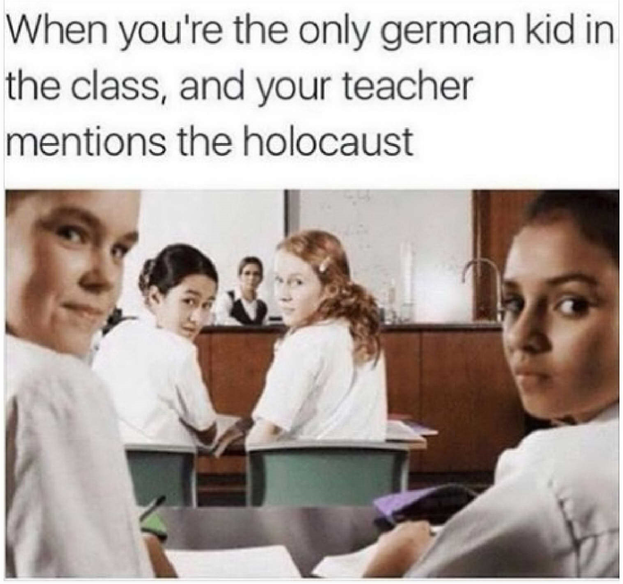 When you're the only german kid in
the class, and your teacher
mentions the holocaust